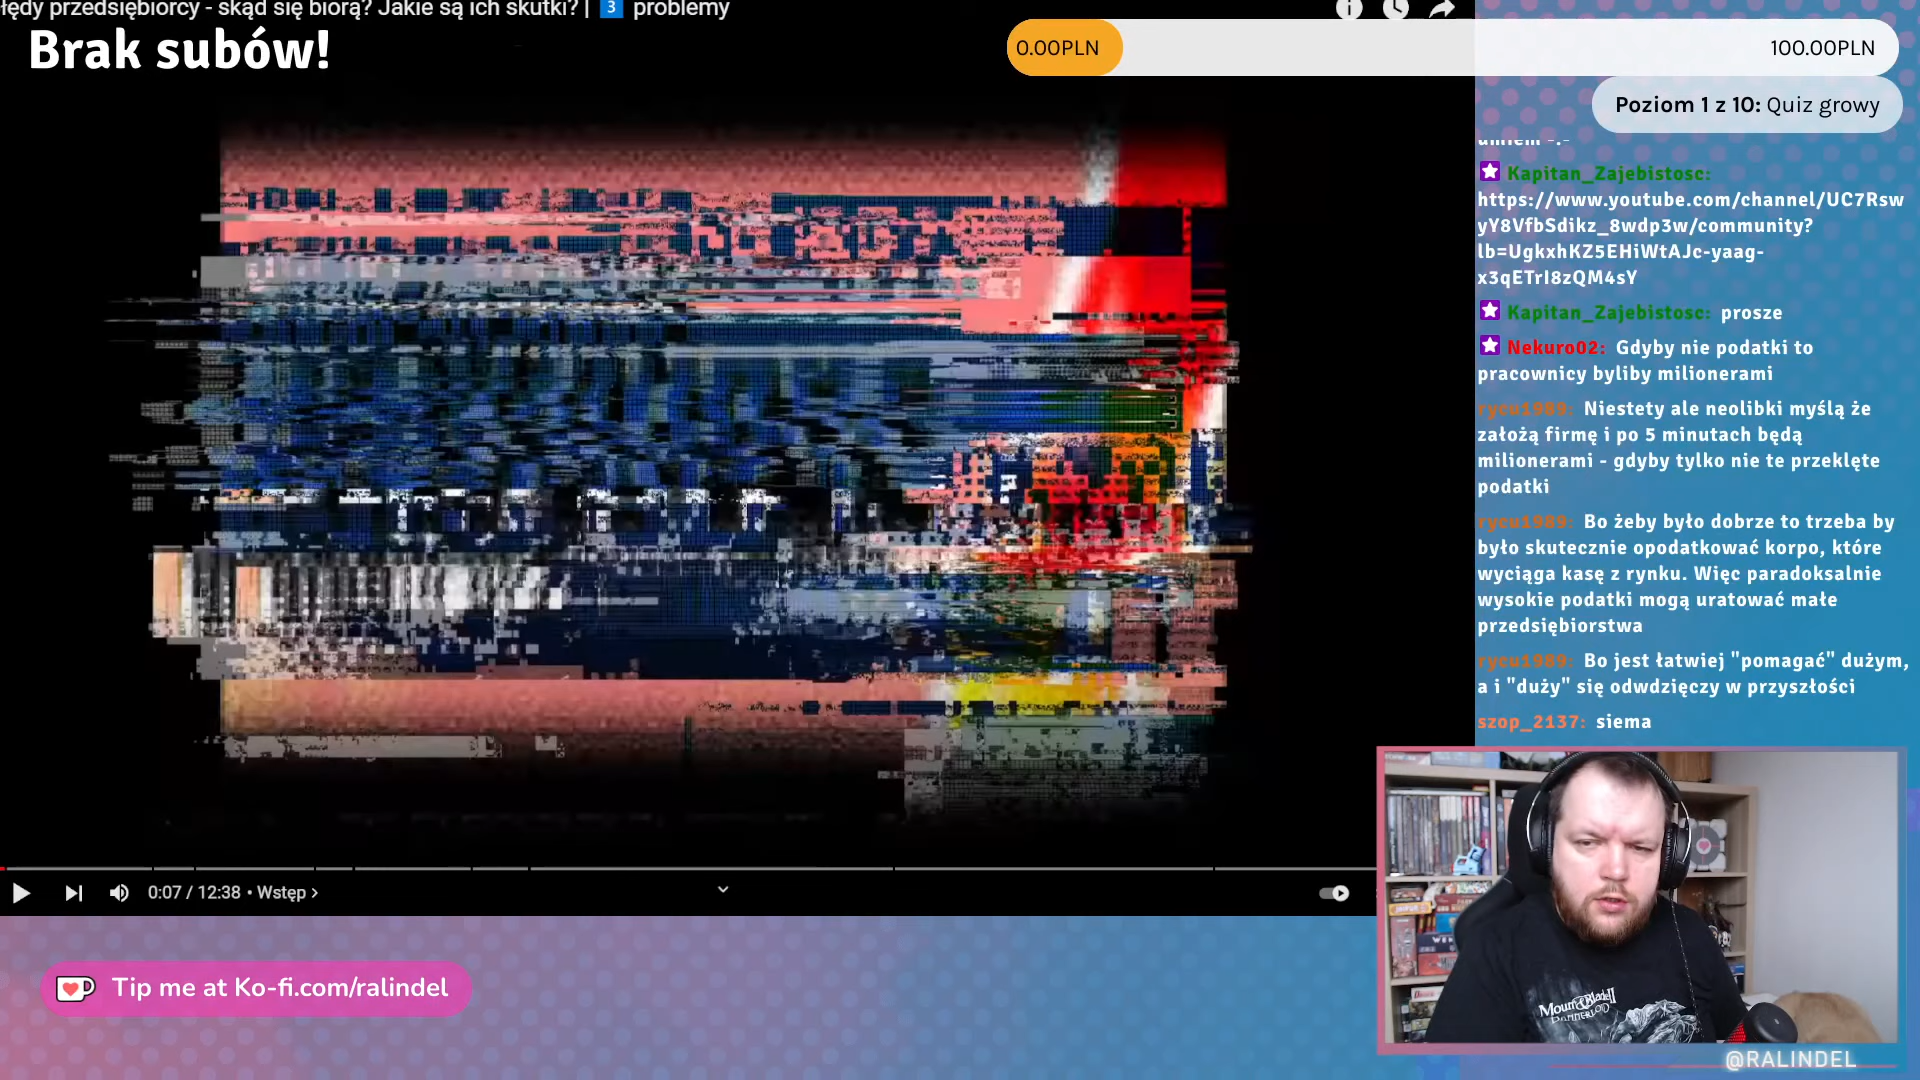 łędy przedsiębiorcy - skąd się biorą? Jakie są ich skutki? | 3 problemy
Brak subów!
0.00PLN
100.00PLN
Poziom 1 z 10: Quiz growy
umiem -.-
Kapitan_Zajebistosc:
https://www.youtube.com/channel/UC7Rsw
yY8VfbSdikz_8wdp3w/community?
lb=UgkxhKZ5EHiWtAJc-yaag-
x3qETrI8zQM4sY
Kapitan_Zajebistosc: prosze
Nekuro02: Gdyby nie podatki to
pracownicy byliby milionerami
rycu1989: Niestety ale neolibki myślą że
założą firmę i po 5 minutach będą
milionerami - gdyby tylko nie te przeklęte
podatki
rycu1989: Bo żeby było dobrze to trzeba by
było skutecznie opodatkować korpo, które
wyciąga kasę z rynku. Więc paradoksalnie
wysokie podatki mogą uratować małe
przedsiębiorstwa
rycu1989: Bo jest łatwiej "pomagać" dużym,
a i "duży" się odwdzięczy w przyszłości
szop_2137: siema
0:07 / 12:38 • Wstęp ›
Tip me at Ko-fi.com/ralindel
Mount&Blade II
Bannerlord
@RALINDEL